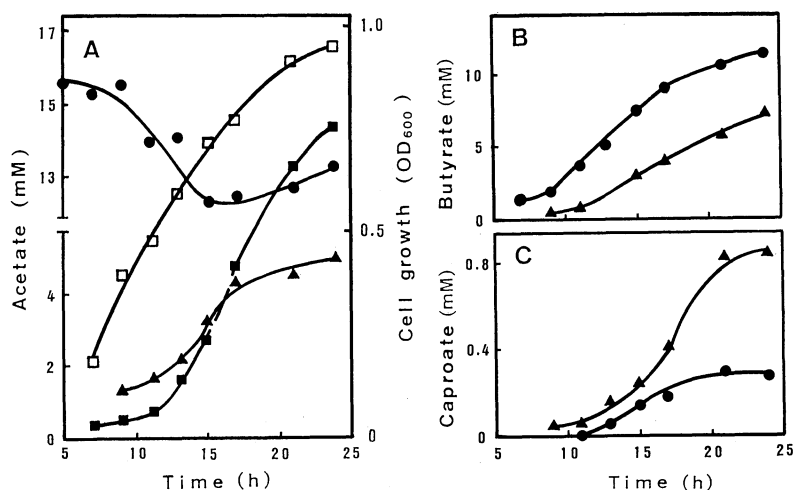 A
17
15
13
4
2
0
Acetate (mM)
1.0
0.5
0
Cell growth (OD600)
5 10 15 20 25
Time (h)
B
10
5
0
Butyrate (mM)
C
0.8
0.4
0
Caproate (mM)
5 10 15 20 25
Time (h)